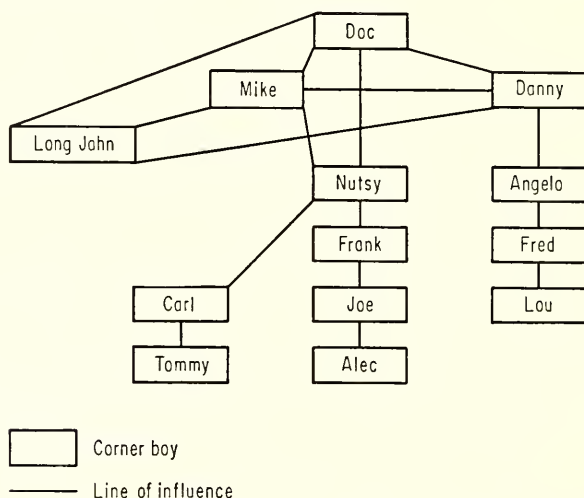 Doc
Mike
Danny
Long John
Nutsy
Angelo
Frank
Fred
Carl
Joe
Lou
Tommy
Alec
Corner boy
Line of influence